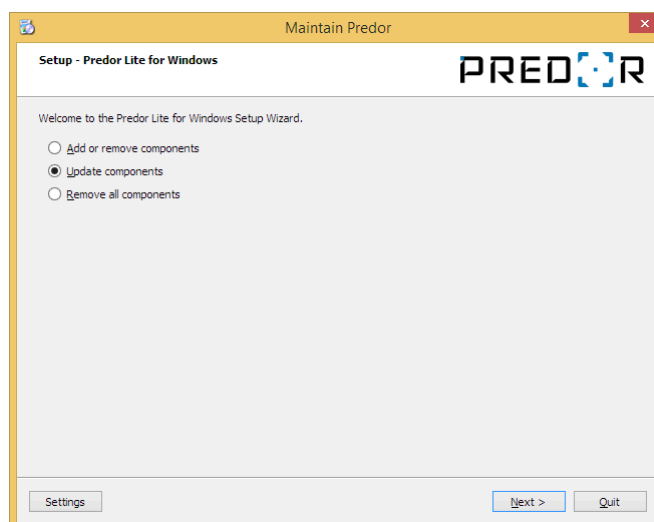 Maintain Predor
Setup - Predor Lite for Windows
PREDOR
Welcome to the Predor Lite for Windows Setup Wizard.
Add or remove components
Update components
Remove all components
Settings
Next >
Quit